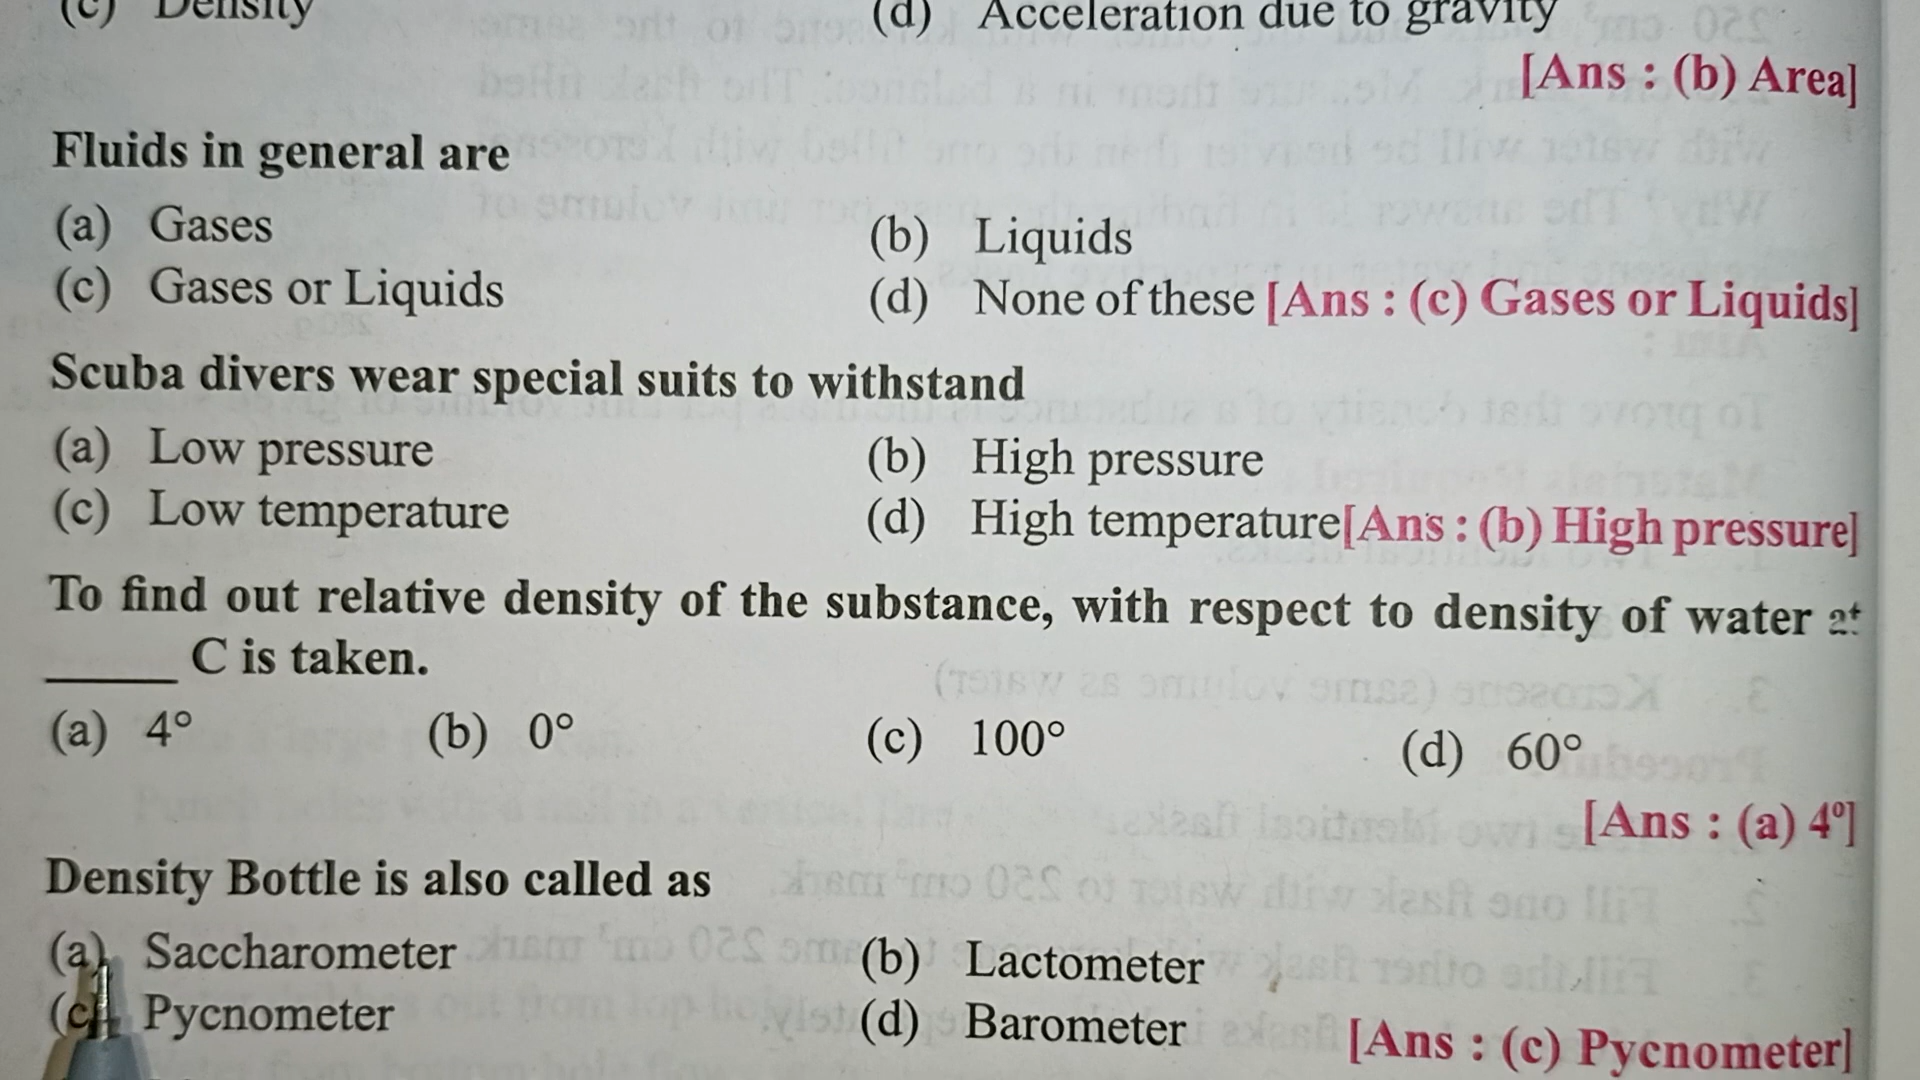 (c) Density (d) Acceleration due to gravity
[Ans : (b) Area]
Fluids in general are
(a) Gases (b) Liquids
(c) Gases or Liquids (d) None of these [Ans : (c) Gases or Liquids]
Scuba divers wear special suits to withstand
(a) Low pressure (b) High pressure
(c) Low temperature (d) High temperature[Ans : (b) High pressure]
To find out relative density of the substance, with respect to density of water at
______ C is taken.
(a) 4° (b) 0° (c) 100° (d) 60°
[Ans : (a) 4°]
Density Bottle is also called as
(a) Saccharometer (b) Lactometer
(c) Pycnometer (d) Barometer
[Ans : (c) Pycnometer]